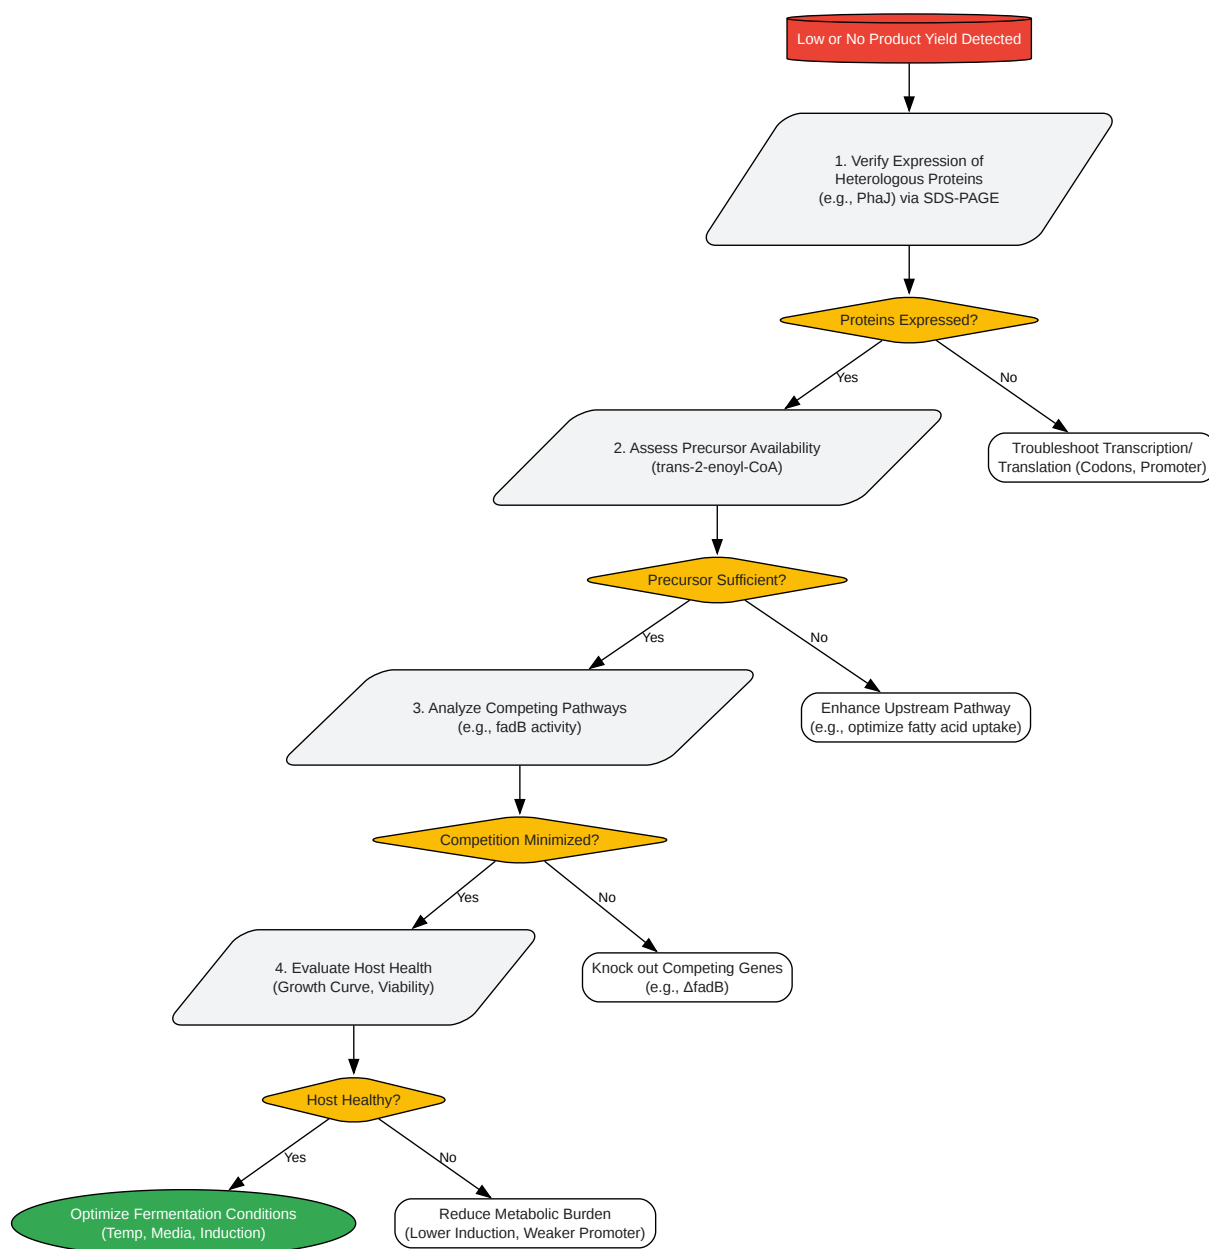 Low or No Product Yield Detected
1. Verify Expression of
Heterologous Proteins
(e.g., PhaJ) via SDS-PAGE
Proteins Expressed?
Yes
No
2. Assess Precursor Availability
(trans-2-enoyl-CoA)
Troubleshoot Transcription/
Translation (Codons, Promoter)
Precursor Sufficient?
Yes
No
3. Analyze Competing Pathways
(e.g., fadB activity)
Enhance Upstream Pathway
(e.g., optimize fatty acid uptake)
Competition Minimized?
Yes
No
4. Evaluate Host Health
(Growth Curve, Viability)
Knock out Competing Genes
(e.g., ΔfadB)
Host Healthy?
Yes
No
Optimize Fermentation Conditions
(Temp, Media, Induction)
Reduce Metabolic Burden
(Lower Induction, Weaker Promoter)